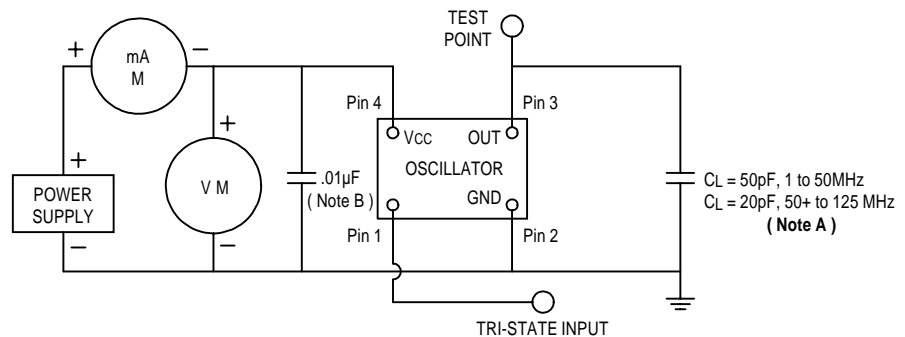 TEST
POINT
+
mA
M
–
Pin 4
Pin 3
+
VCC
OUT
+
OSCILLATOR
POWER
SUPPLY
V M
.01µF
( Note B )
GND
CL = 50pF, 1 to 50MHz
CL = 20pF, 50+ to 125 MHz
( Note A )
–
–
Pin 1
Pin 2
TRI-STATE INPUT